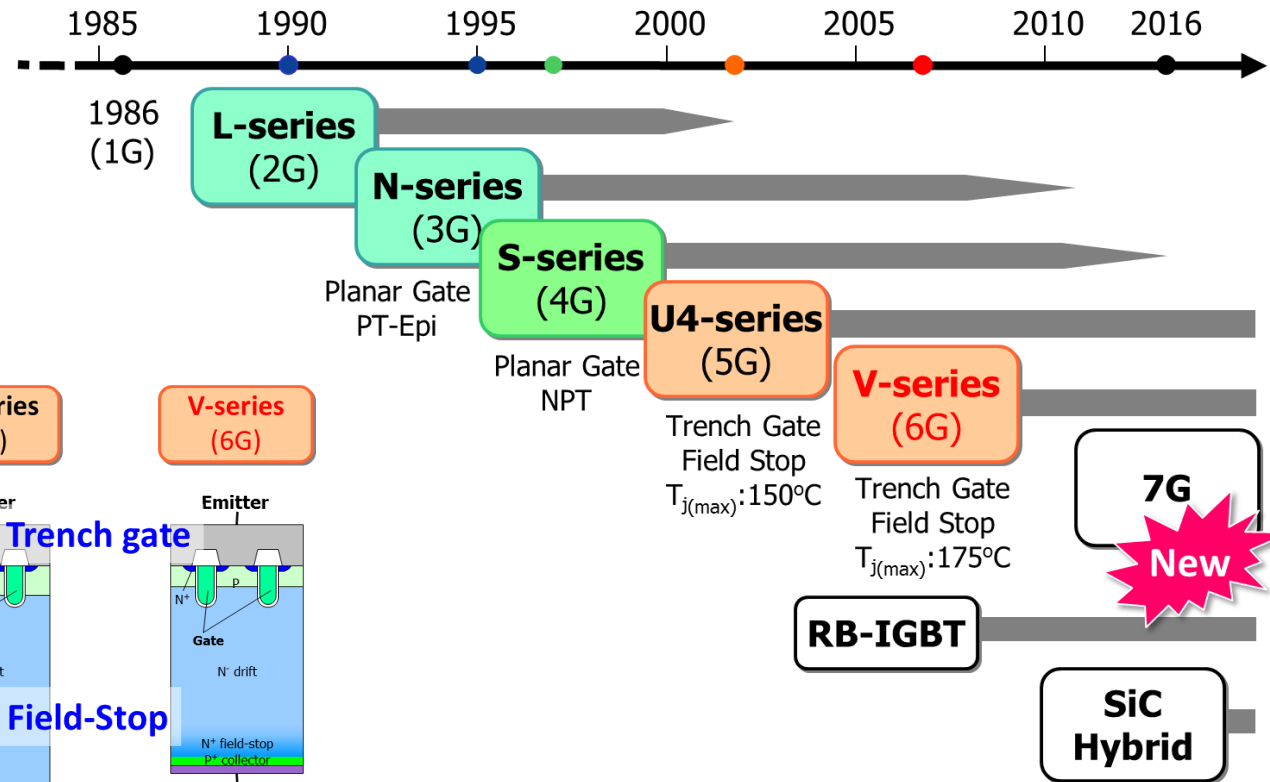 1985 1990 1995 2000 2005 2010 2016
1986
(1G)
L-series
(2G)
N-series
(3G)
Planar Gate
PT-Epi
S-series
(4G)
Planar Gate
NPT
U4-series
(5G)
Trench Gate
Field Stop
Tj(max):150°C
V-series
(6G)
Trench Gate
Field Stop
Tj(max):175°C
7G
New
RB-IGBT
SiC
Hybrid
ries
)
V-series
(6G)
er
Emitter
Trench gate
N+
p
Gate
t
N- drift
Field-Stop
N+ field-stop
P+ collector